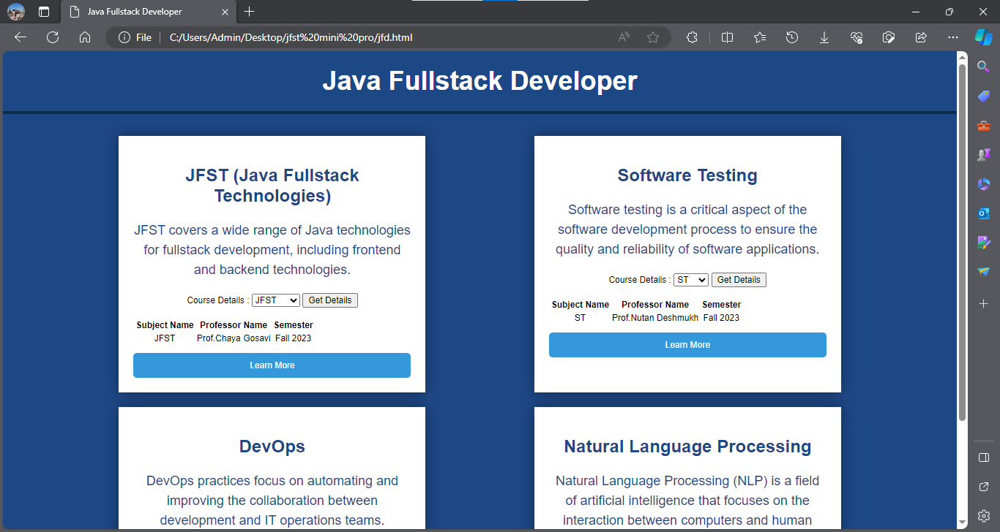 Java Fullstack Developer
File
C:/Users/Admin/Desktop/jfst%20mini%20pro/jfd.html
Java Fullstack Developer
JFST (Java Fullstack
Technologies)
JFST covers a wide range of Java technologies
for fullstack development, including frontend
and backend technologies.
Course Details : JFST Get Details
Subject Name Professor Name Semester
JFST Prof.Chaya Gosavi Fall 2023
Learn More
Software Testing
Software testing is a critical aspect of the
software development process to ensure the
quality and reliability of software applications.
Course Details : ST Get Details
Subject Name Professor Name Semester
ST Prof.Nutan Deshmukh Fall 2023
Learn More
DevOps
DevOps practices focus on automating and
improving the collaboration between
development and IT operations teams.
Natural Language Processing
Natural Language Processing (NLP) is a field
of artificial intelligence that focuses on the
interaction between computers and human